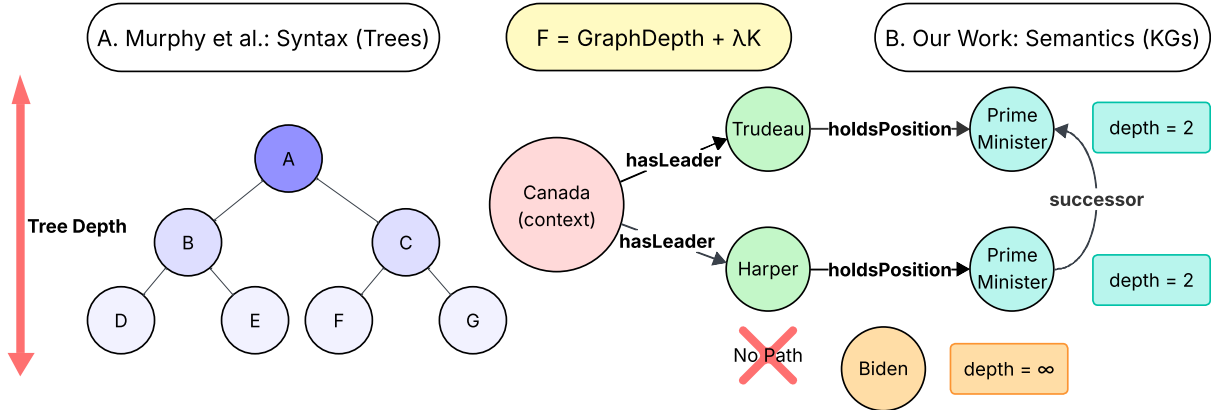 A. Murphy et al.: Syntax (Trees)
F = GraphDepth + λK
B. Our Work: Semantics (KGs)
Tree Depth
A
B
C
D
E
F
G
Canada
(context)
hasLeader
hasLeader
Trudeau
holdsPosition
Prime
Minister
depth = 2
successor
Harper
holdsPosition
Prime
Minister
depth = 2
No Path
Biden
depth = ∞